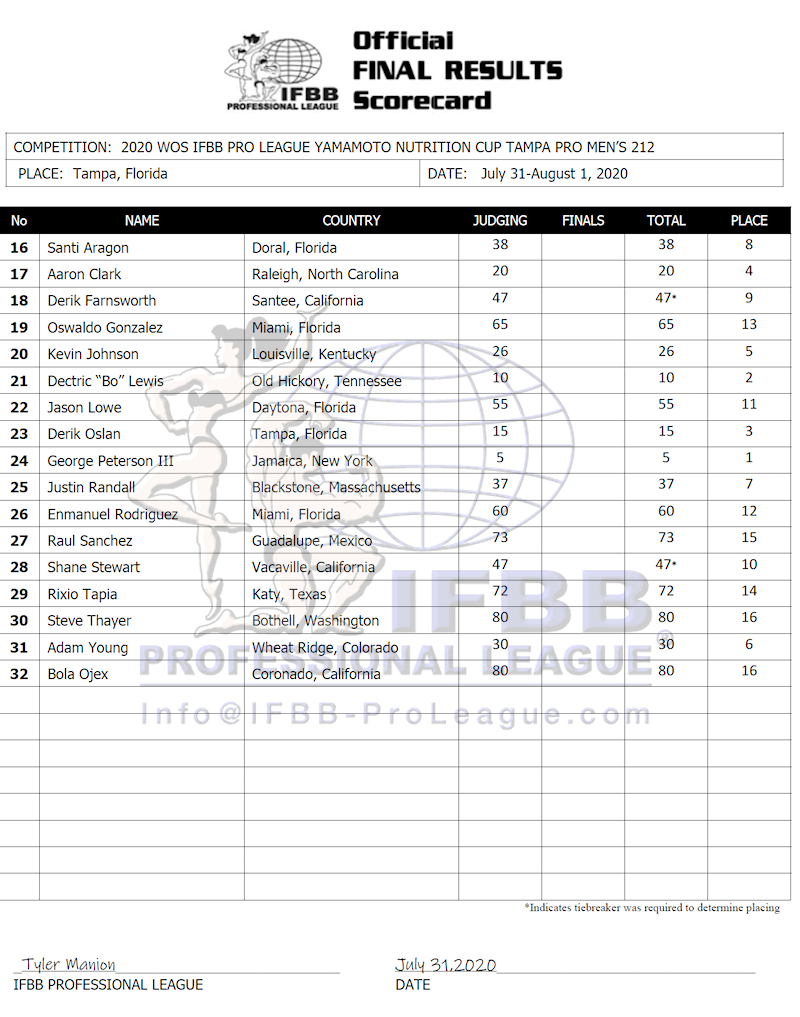 Official
FINAL RESULTS
Scorecard
IFBB
PROFESSIONAL LEAGUE
COMPETITION: 2020 WOS IFBB PRO LEAGUE YAMAMOTO NUTRITION CUP TAMPA PRO MEN'S 212
PLACE: Tampa, Florida DATE: July 31-August 1, 2020
No NAME COUNTRY JUDGING FINALS TOTAL PLACE
16 Santi Aragon Doral, Florida 38 38 8
17 Aaron Clark Raleigh, North Carolina 20 20 4
18 Derik Farnsworth Santee, California 47 47* 9
19 Oswaldo Gonzalez Miami, Florida 65 65 13
20 Kevin Johnson Louisville, Kentucky 26 26 5
21 Dectric “Bo” Lewis Old Hickory, Tennessee 10 10 2
22 Jason Lowe Daytona, Florida 55 55 11
23 Derik Oslan Tampa, Florida 15 15 3
24 George Peterson III Jamaica, New York 5 5 1
25 Justin Randall Blackstone, Massachusetts 37 37 7
26 Enmanuel Rodriguez Miami, Florida 60 60 12
27 Raul Sanchez Guadalupe, Mexico 73 73 15
28 Shane Stewart Vacaville, California 47 47* 10
29 Rixio Tapia Katy, Texas 72 72 14
30 Steve Thayer Bothell, Washington 80 80 16
31 Adam Young Wheat Ridge, Colorado 30 30 6
32 Bola Ojex Coronado, California 80 80 16
IFBB
PROFESSIONAL LEAGUE®
Info@IFBB-ProLeague.com
*Indicates tiebreaker was required to determine placing
Tyler Manion July 31,2020
IFBB PROFESSIONAL LEAGUE DATE